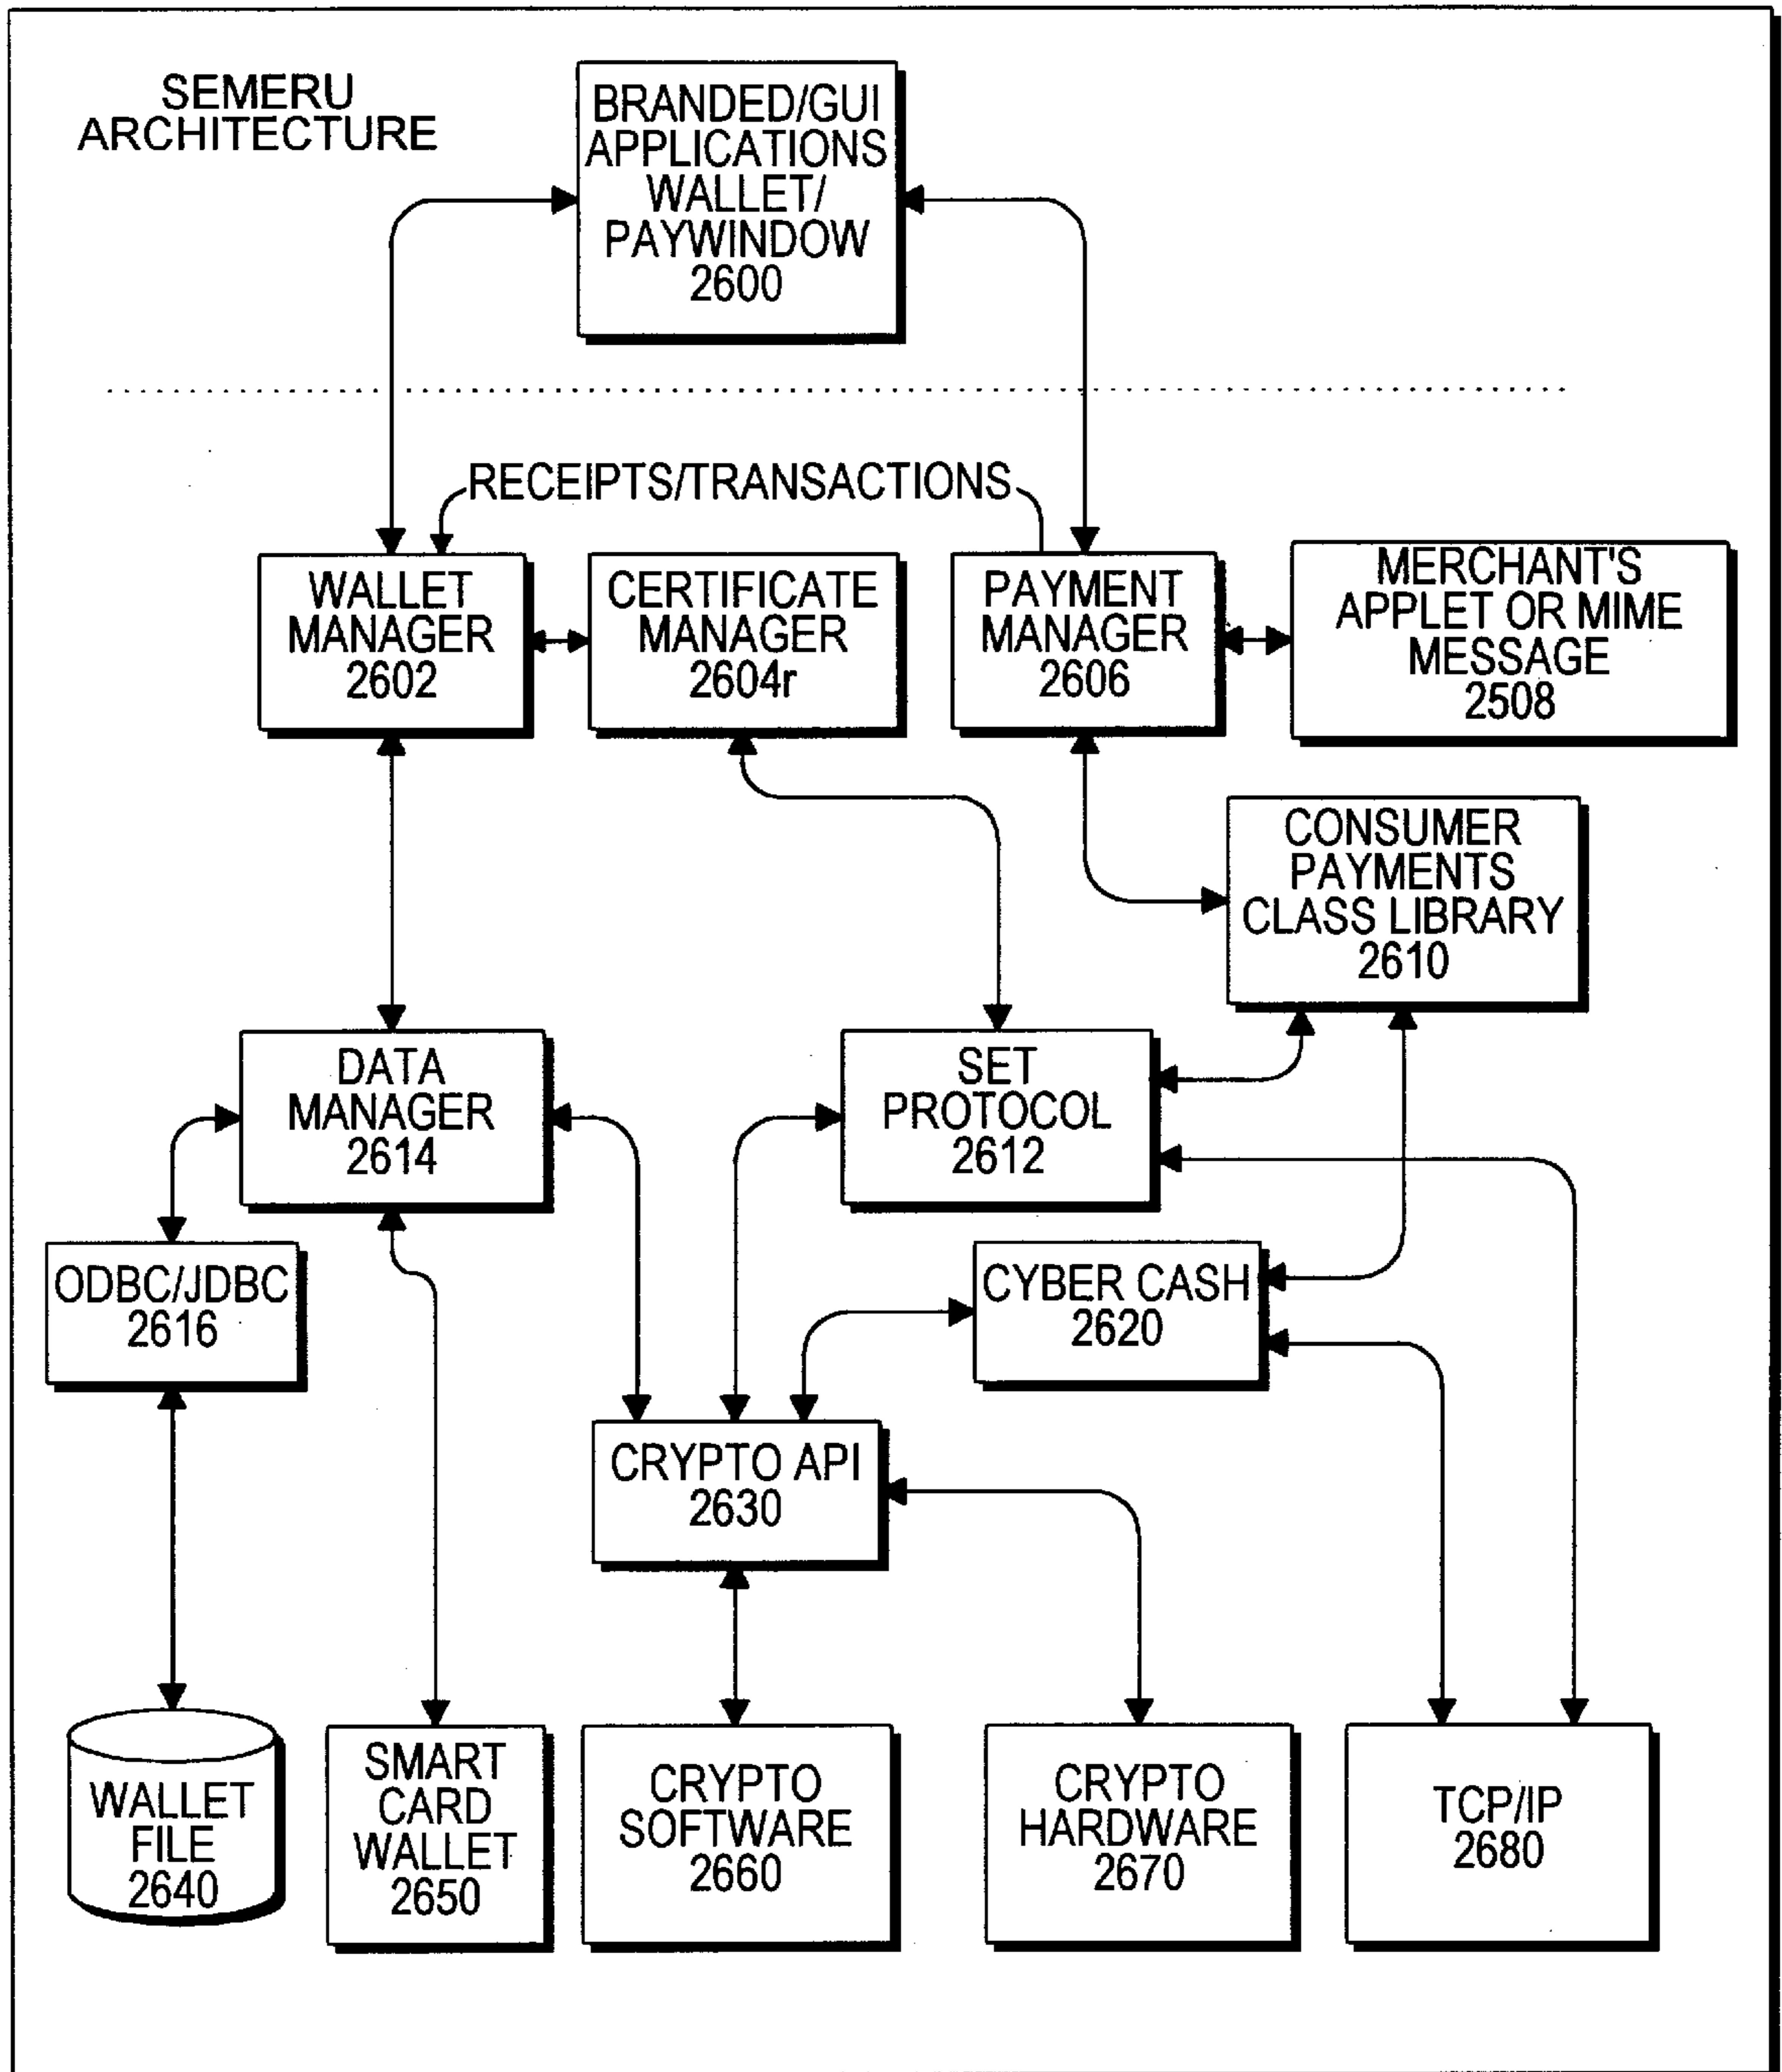 SEMERU
ARCHITECTURE
BRANDED/GUI
APPLICATIONS
WALLET/
PAYWINDOW
2600
RECEIPTS/TRANSACTIONS
WALLET
MANAGER
2602
CERTIFICATE
MANAGER
2604r
PAYMENT
MANAGER
2606
MERCHANT'S
APPLET OR MIME
MESSAGE
2508
CONSUMER
PAYMENTS
CLASS LIBRARY
2610
DATA
MANAGER
2614
SET
PROTOCOL
2612
ODBC/JDBC
2616
CYBER CASH
2620
CRYPTO API
2630
WALLET
FILE
2640
SMART
CARD
WALLET
2650
CRYPTO
SOFTWARE
2660
CRYPTO
HARDWARE
2670
TCP/IP
2680